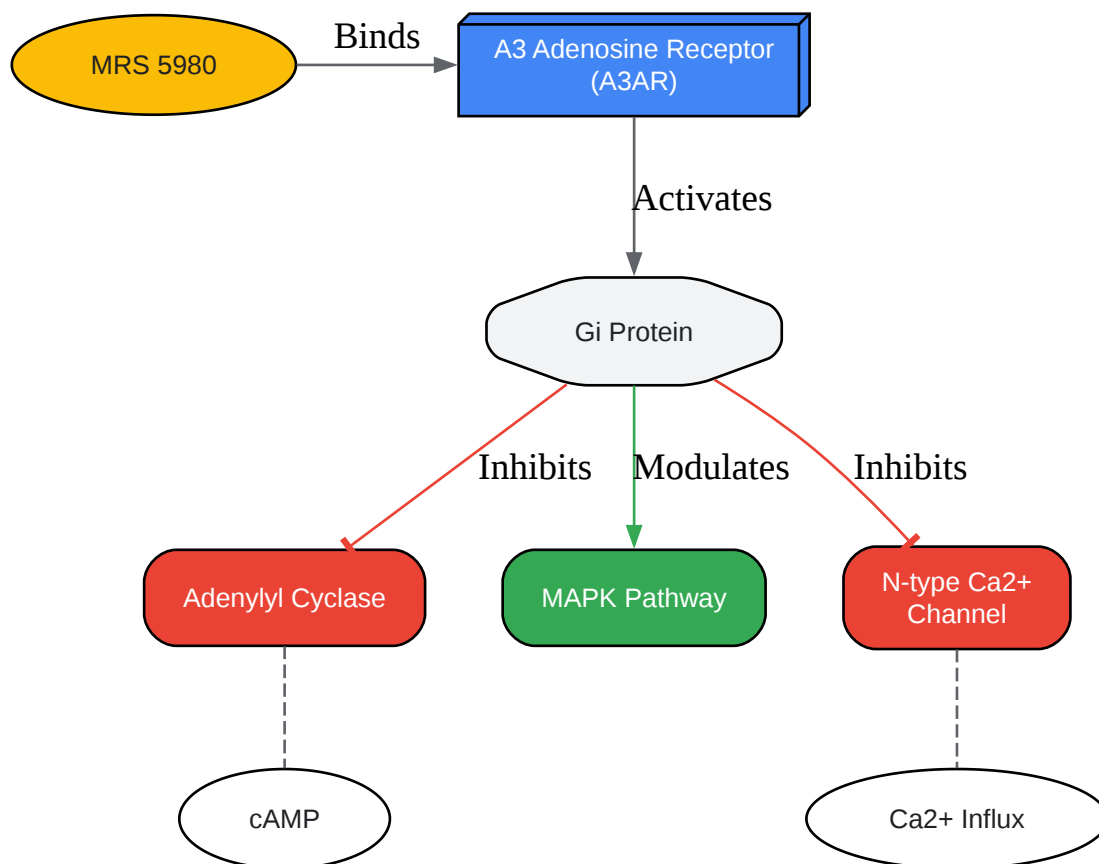 MRS 5980
Binds
A3 Adenosine Receptor
(A3AR)
Activates
Gi Protein
Inhibits
Modulates
Inhibits
Adenylyl Cyclase
MAPK Pathway
N-type Ca2+
Channel
cAMP
Ca2+ Influx